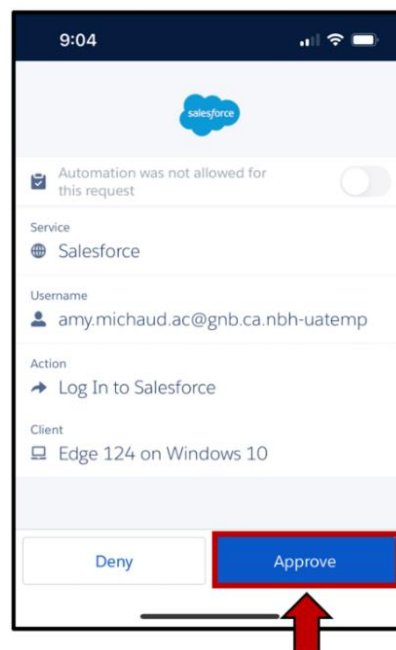 9:04
salesforce
Automation was not allowed for
this request
Service
Salesforce
Username
amy.michaud.ac@gnb.ca.nbh-uatemp
Action
Log In to Salesforce
Client
Edge 124 on Windows 10
Deny
Approve